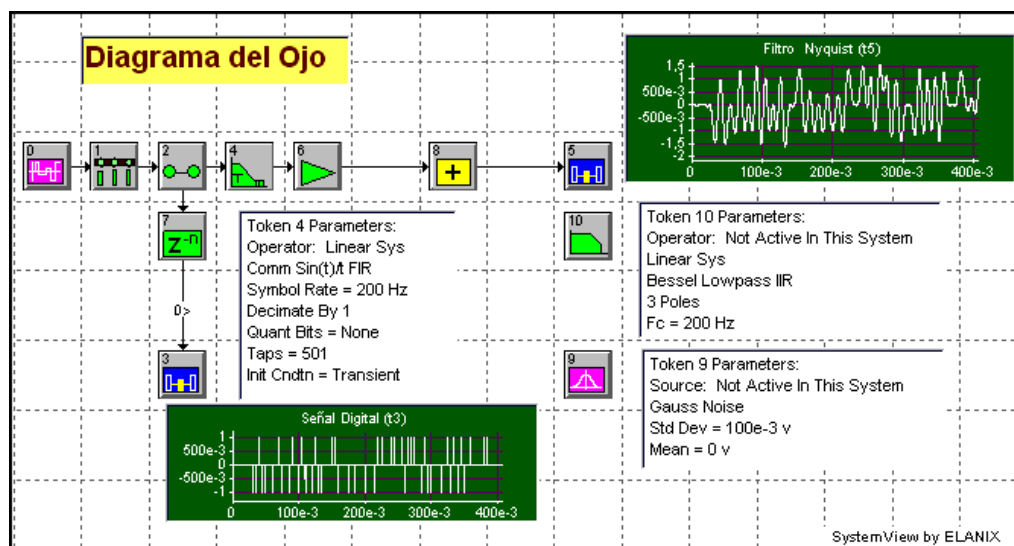 Diagrama del Ojo
Filtro Nyquist (t5)
1.5
1
500e-3
0
-500e-3
-1
-1.5
-2
0 100e-3 200e-3 300e-3 400e-3
0 1 2 4 6 8 5
7
Z⁻ⁿ
0>
3
Token 4 Parameters:
Operator: Linear Sys
Comm Sin(t)/t FIR
Symbol Rate = 200 Hz
Decimate By 1
Quant Bits = None
Taps = 501
Init Cndtn = Transient
10
Token 10 Parameters:
Operator: Not Active In This System
Linear Sys
Bessel Lowpass IIR
3 Poles
Fc = 200 Hz
9
Token 9 Parameters:
Source: Not Active In This System
Gauss Noise
Std Dev = 100e-3 v
Mean = 0 v
Señal Digital (t3)
1
500e-3
0
-500e-3
-1
0 100e-3 200e-3 300e-3 400e-3
SystemView by ELANIX